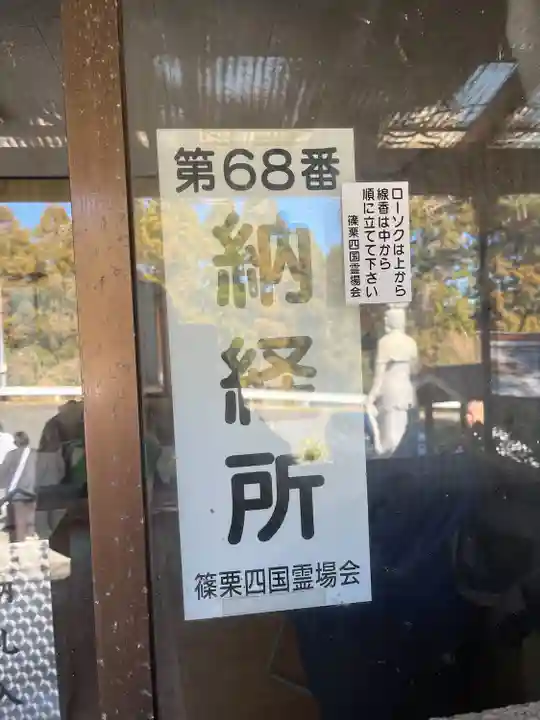 第68番
納経所
篠栗四国霊場会
ローソクは上から
線香は中から
順に立てて下さい
篠栗四国霊場会
札
入